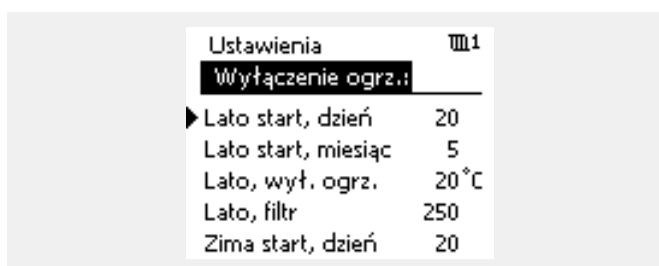 Ustawienia 1
Wyłączenie ogrz.:
Lato start, dzień 20
Lato start, miesiąc 5
Lato, wył. ogrz. 20°C
Lato, filtr 250
Zima start, dzień 20